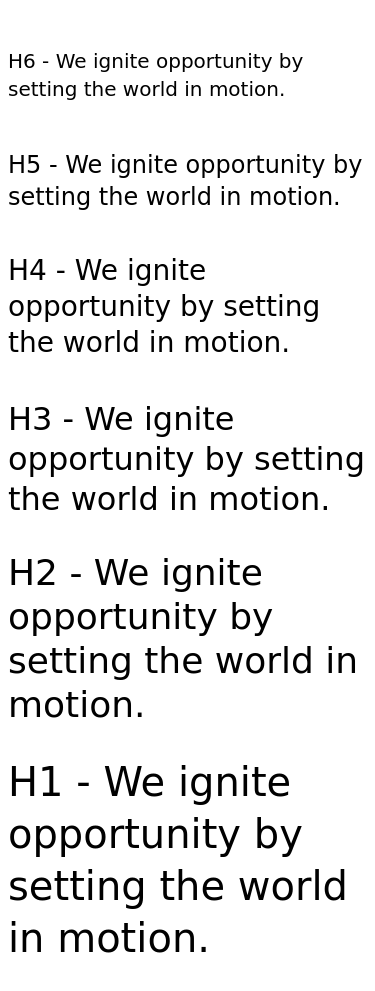 H6 - We ignite opportunity by
setting the world in motion.
H5 - We ignite opportunity by
setting the world in motion.
H4 - We ignite
opportunity by setting
the world in motion.
H3 - We ignite
opportunity by setting
the world in motion.
H2 - We ignite
opportunity by
setting the world in
motion.
H1 - We ignite
opportunity by
setting the world
in motion.